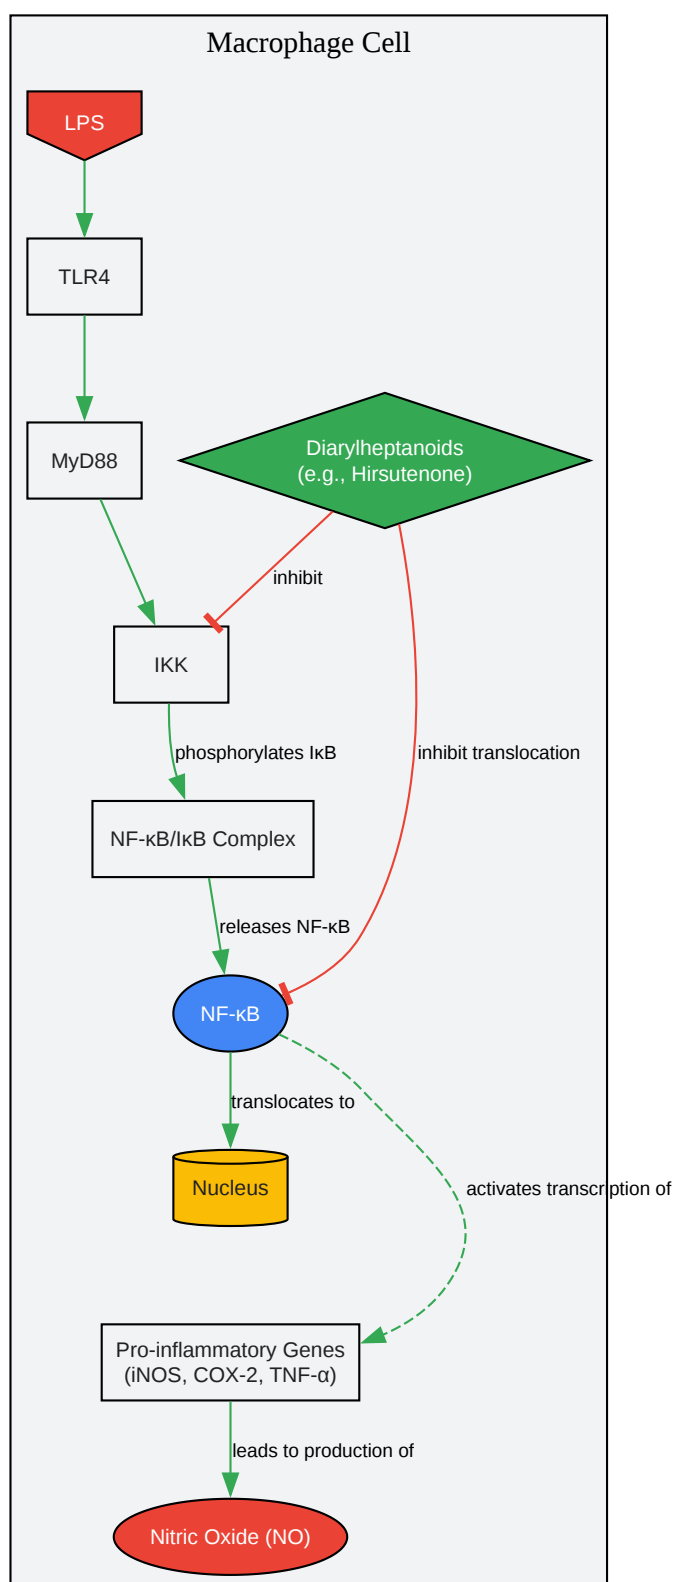 Macrophage Cell
LPS
TLR4
MyD88
Diarylheptanoids
(e.g., Hirsutenone)
inhibit
IKK
phosphorylates IκB
inhibit translocation
NF-κB/IκB Complex
releases NF-κB
NF-κB
translocates to
Nucleus
activates transcription of
Pro-inflammatory Genes
(iNOS, COX-2, TNF-α)
leads to production of
Nitric Oxide (NO)